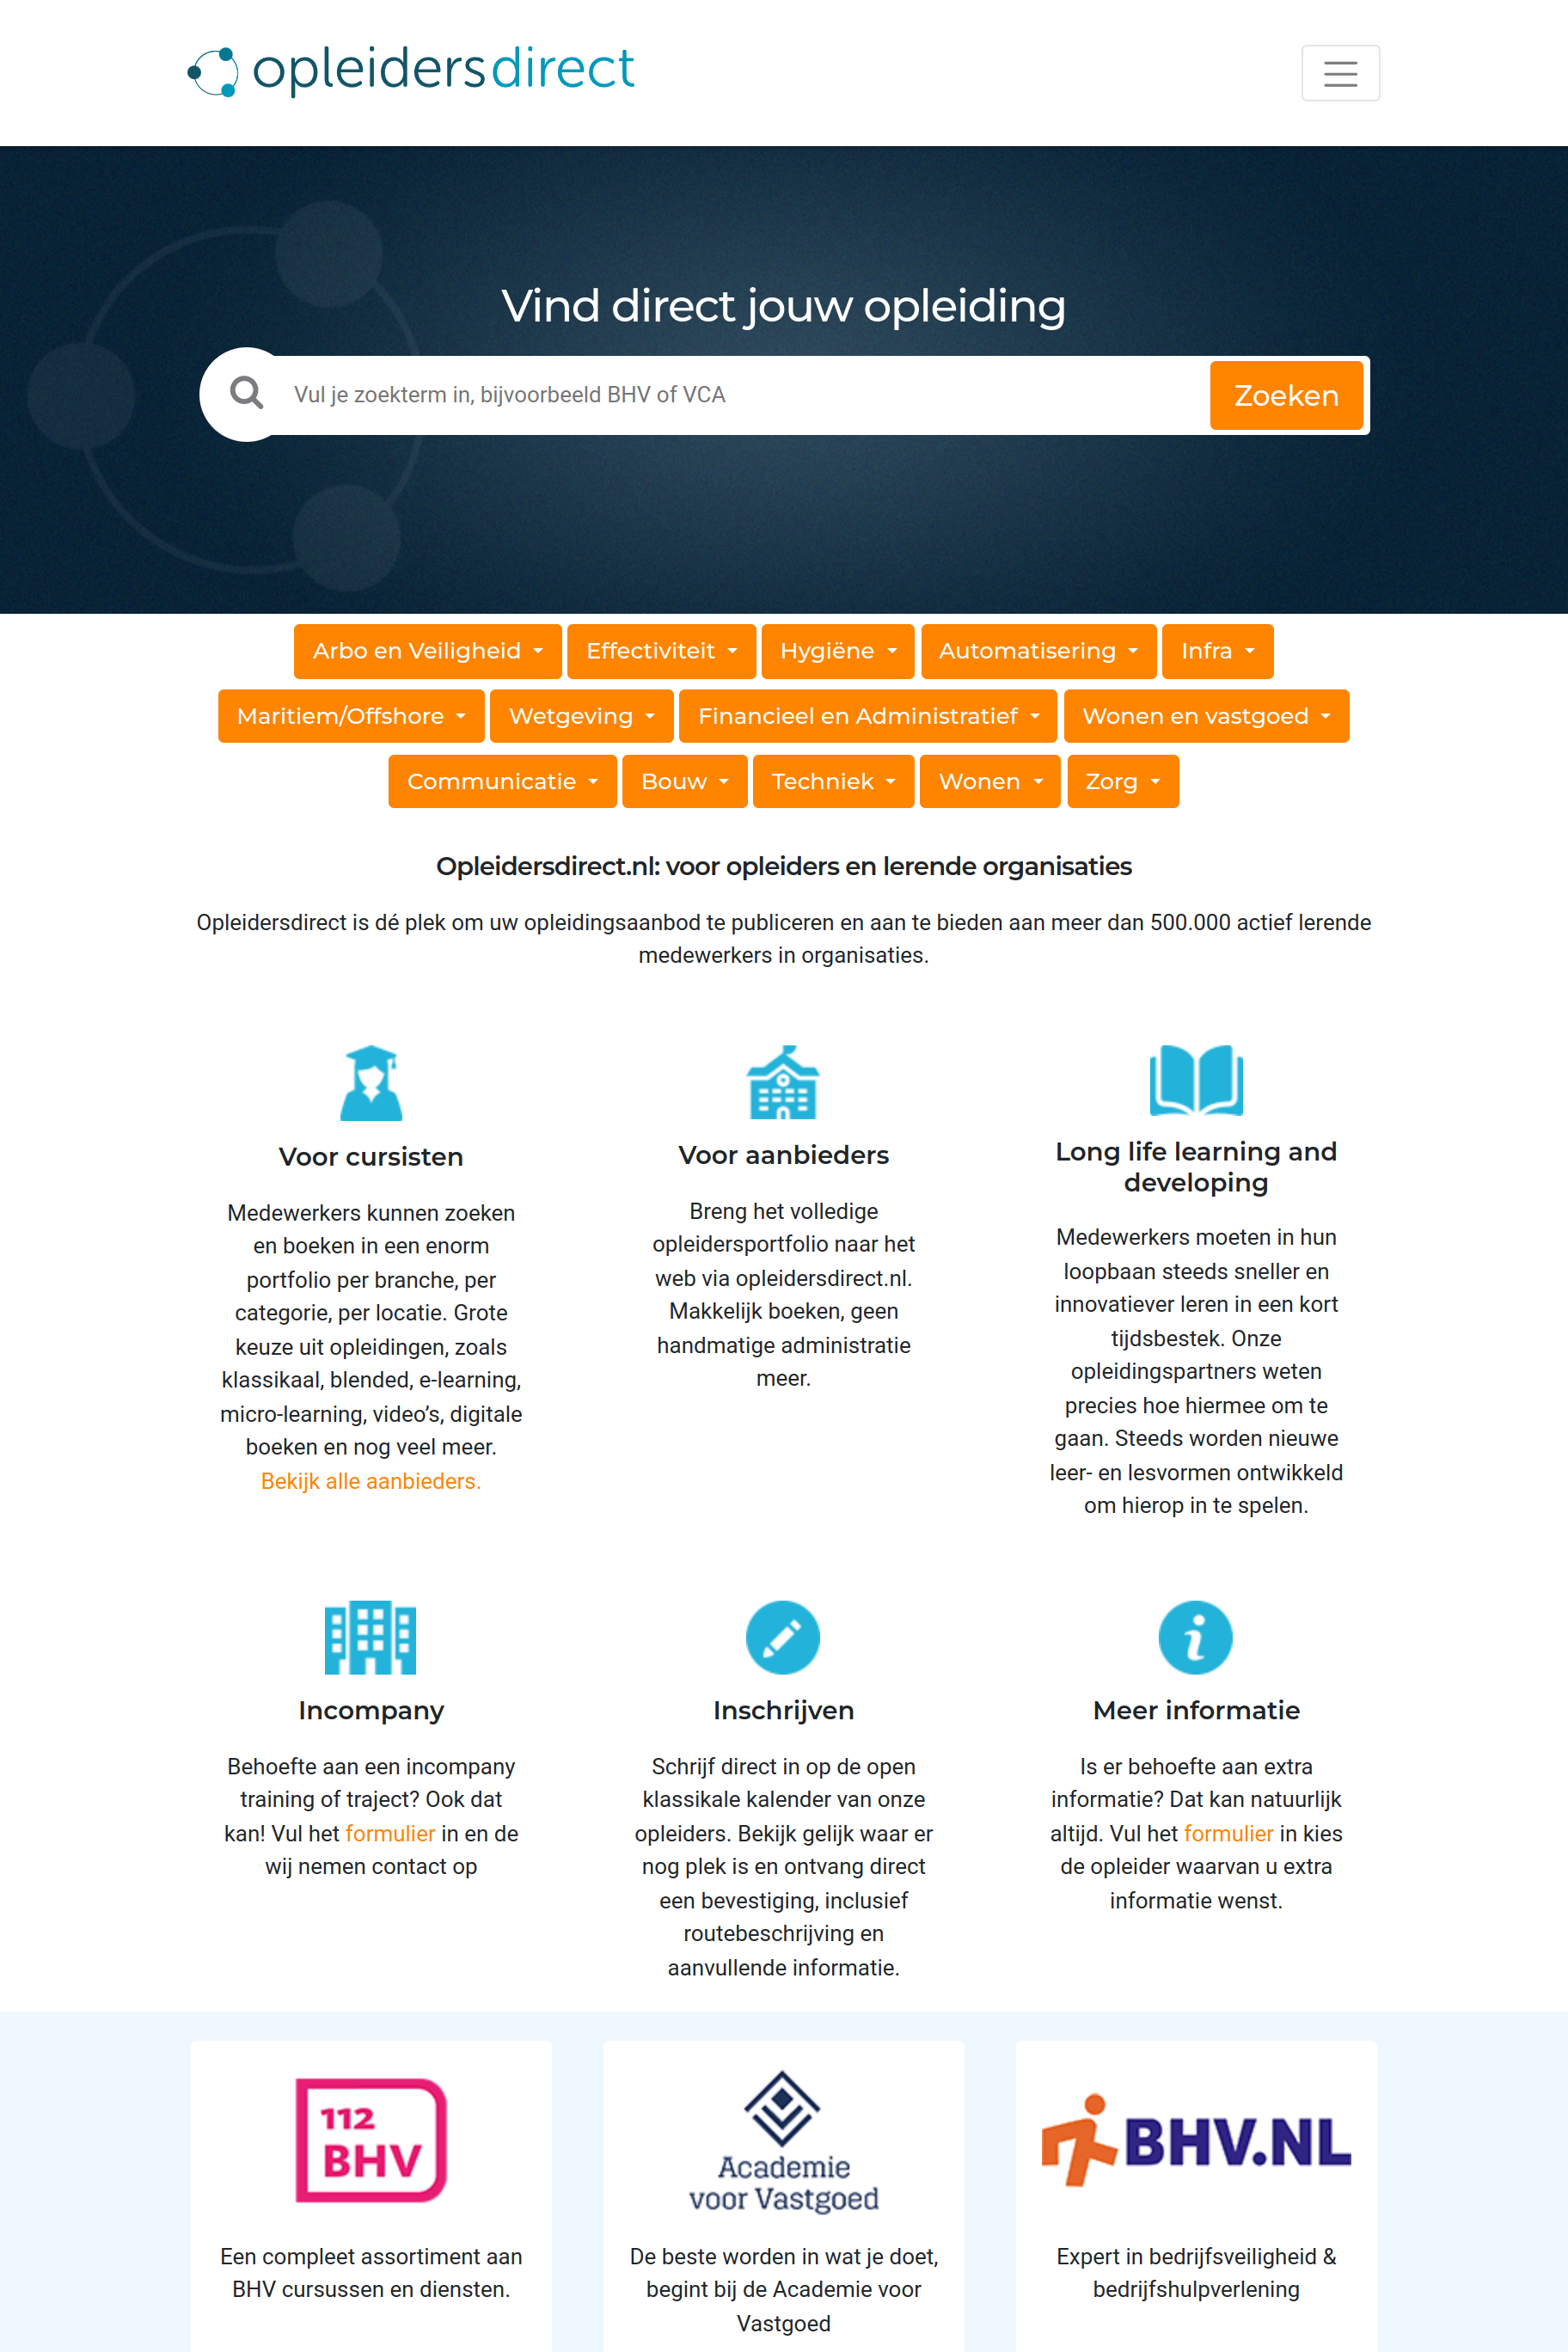 opleidersdirect
Vind direct jouw opleiding
Vul je zoekterm in, bijvoorbeeld BHV of VCA
Zoeken
Arbo en Veiligheid
Effectiviteit
Hygiëne
Automatisering
Infra
Maritiem/Offshore
Wetgeving
Financieel en Administratief
Wonen en vastgoed
Communicatie
Bouw
Techniek
Wonen
Zorg
Opleidersdirect.nl: voor opleiders en lerende organisaties
Opleidersdirect is dé plek om uw opleidingsaanbod te publiceren en aan te bieden aan meer dan 500.000 actief lerende
medewerkers in organisaties.
Voor cursisten
Medewerkers kunnen zoeken
en boeken in een enorm
portfolio per branche, per
categorie, per locatie. Grote
keuze uit opleidingen, zoals
klassikaal, blended, e-learning,
micro-learning, video’s, digitale
boeken en nog veel meer.
Bekijk alle aanbieders.
Voor aanbieders
Breng het volledige
opleidersportfolio naar het
web via opleidersdirect.nl.
Makkelijk boeken, geen
handmatige administratie
meer.
Long life learning and
developing
Medewerkers moeten in hun
loopbaan steeds sneller en
innovatiever leren in een kort
tijdsbestek. Onze
opleidingspartners weten
precies hoe hiermee om te
gaan. Steeds worden nieuwe
leer- en lesvormen ontwikkeld
om hierop in te spelen.
Incompany
Behoefte aan een incompany
training of traject? Ook dat
kan! Vul het formulier in en de
wij nemen contact op
Inschrijven
Schrijf direct in op de open
klassikale kalender van onze
opleiders. Bekijk gelijk waar er
nog plek is en ontvang direct
een bevestiging, inclusief
routebeschrijving en
aanvullende informatie.
Meer informatie
Is er behoefte aan extra
informatie? Dat kan natuurlijk
altijd. Vul het formulier in kies
de opleider waarvan u extra
informatie wenst.
112
BHV
Een compleet assortiment aan
BHV cursussen en diensten.
Academie
voor Vastgoed
De beste worden in wat je doet,
begint bij de Academie voor
Vastgoed
BHV.NL
Expert in bedrijfsveiligheid &
bedrijfshulpverlening